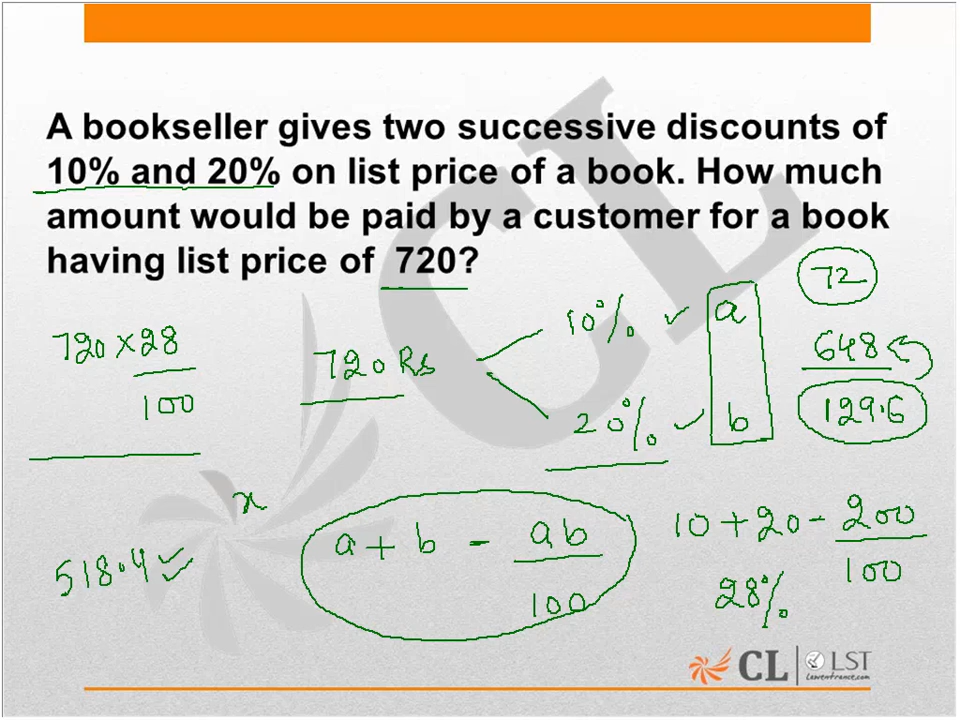 A bookseller gives two successive discounts of
10% and 20% on list price of a book. How much
amount would be paid by a customer for a book
having list price of 720?
720 × 28
100
720 Rs
10% ✓ a
20% ✓ b
72
648
129.6
518.4 ✓✓
x
a + b - ab
100
10 + 20 - 200
100
28%
CL
LST
Lawentrance.com